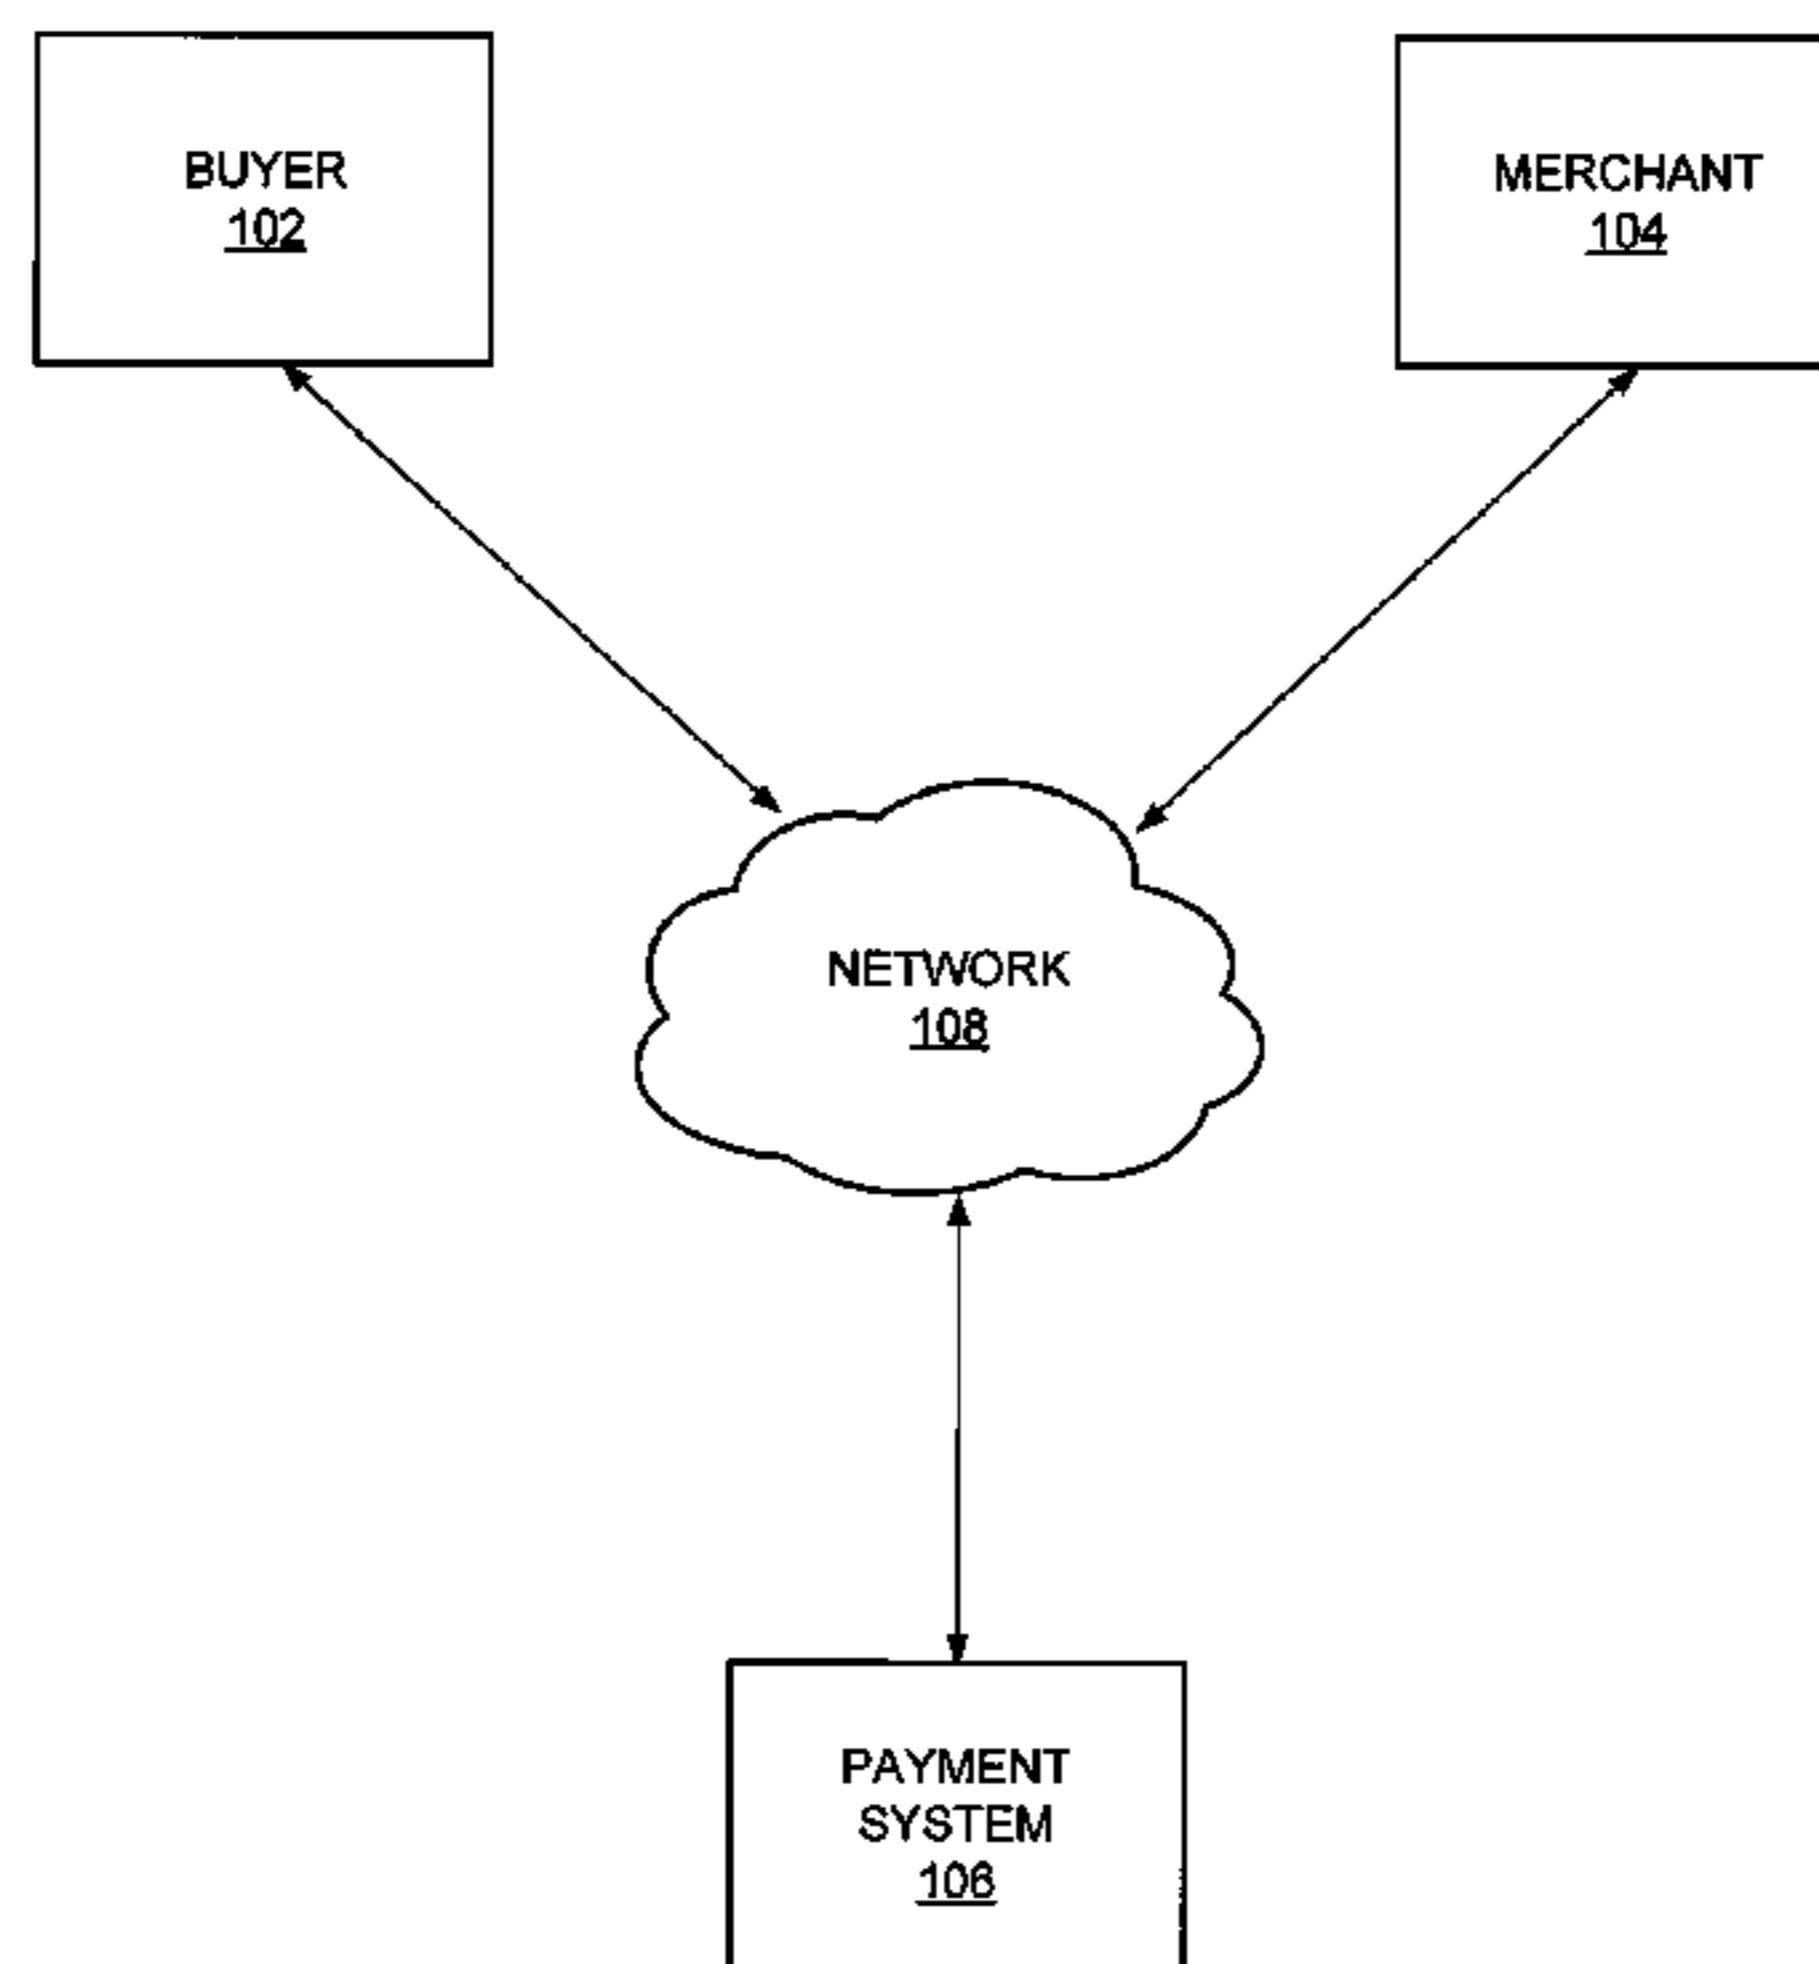 BUYER
102
MERCHANT
104
NETWORK
108
PAYMENT
SYSTEM
106